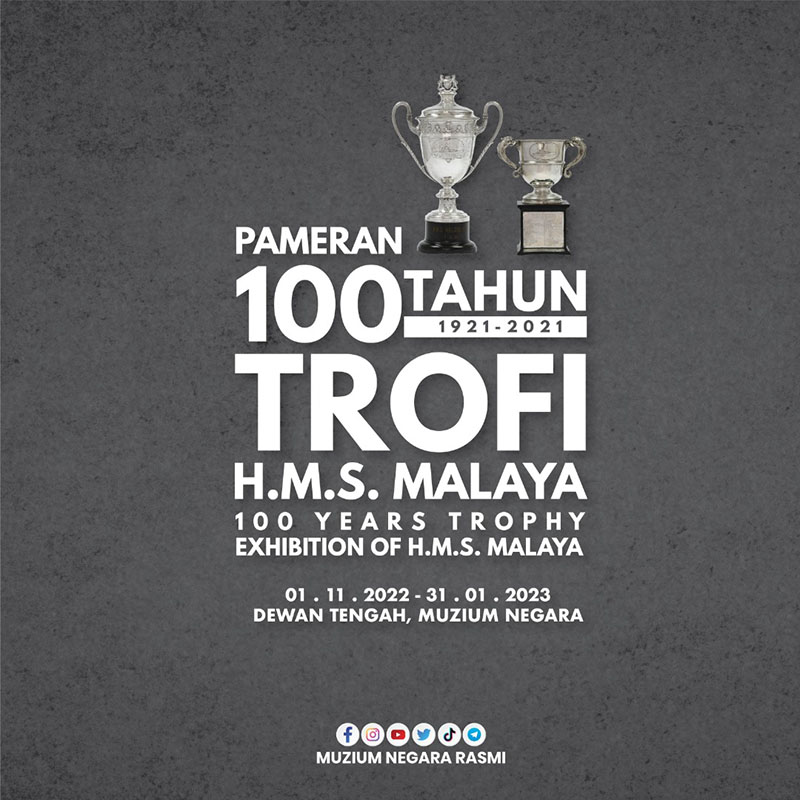 PAMERAN
100 TAHUN
1921-2021
TROFI
H.M.S. MALAYA
100 YEARS TROPHY
EXHIBITION OF H.M.S. MALAYA
01 . 11 . 2022 - 31 . 01 . 2023
DEWAN TENGAH, MUZIUM NEGARA
MUZIUM NEGARA RASMI